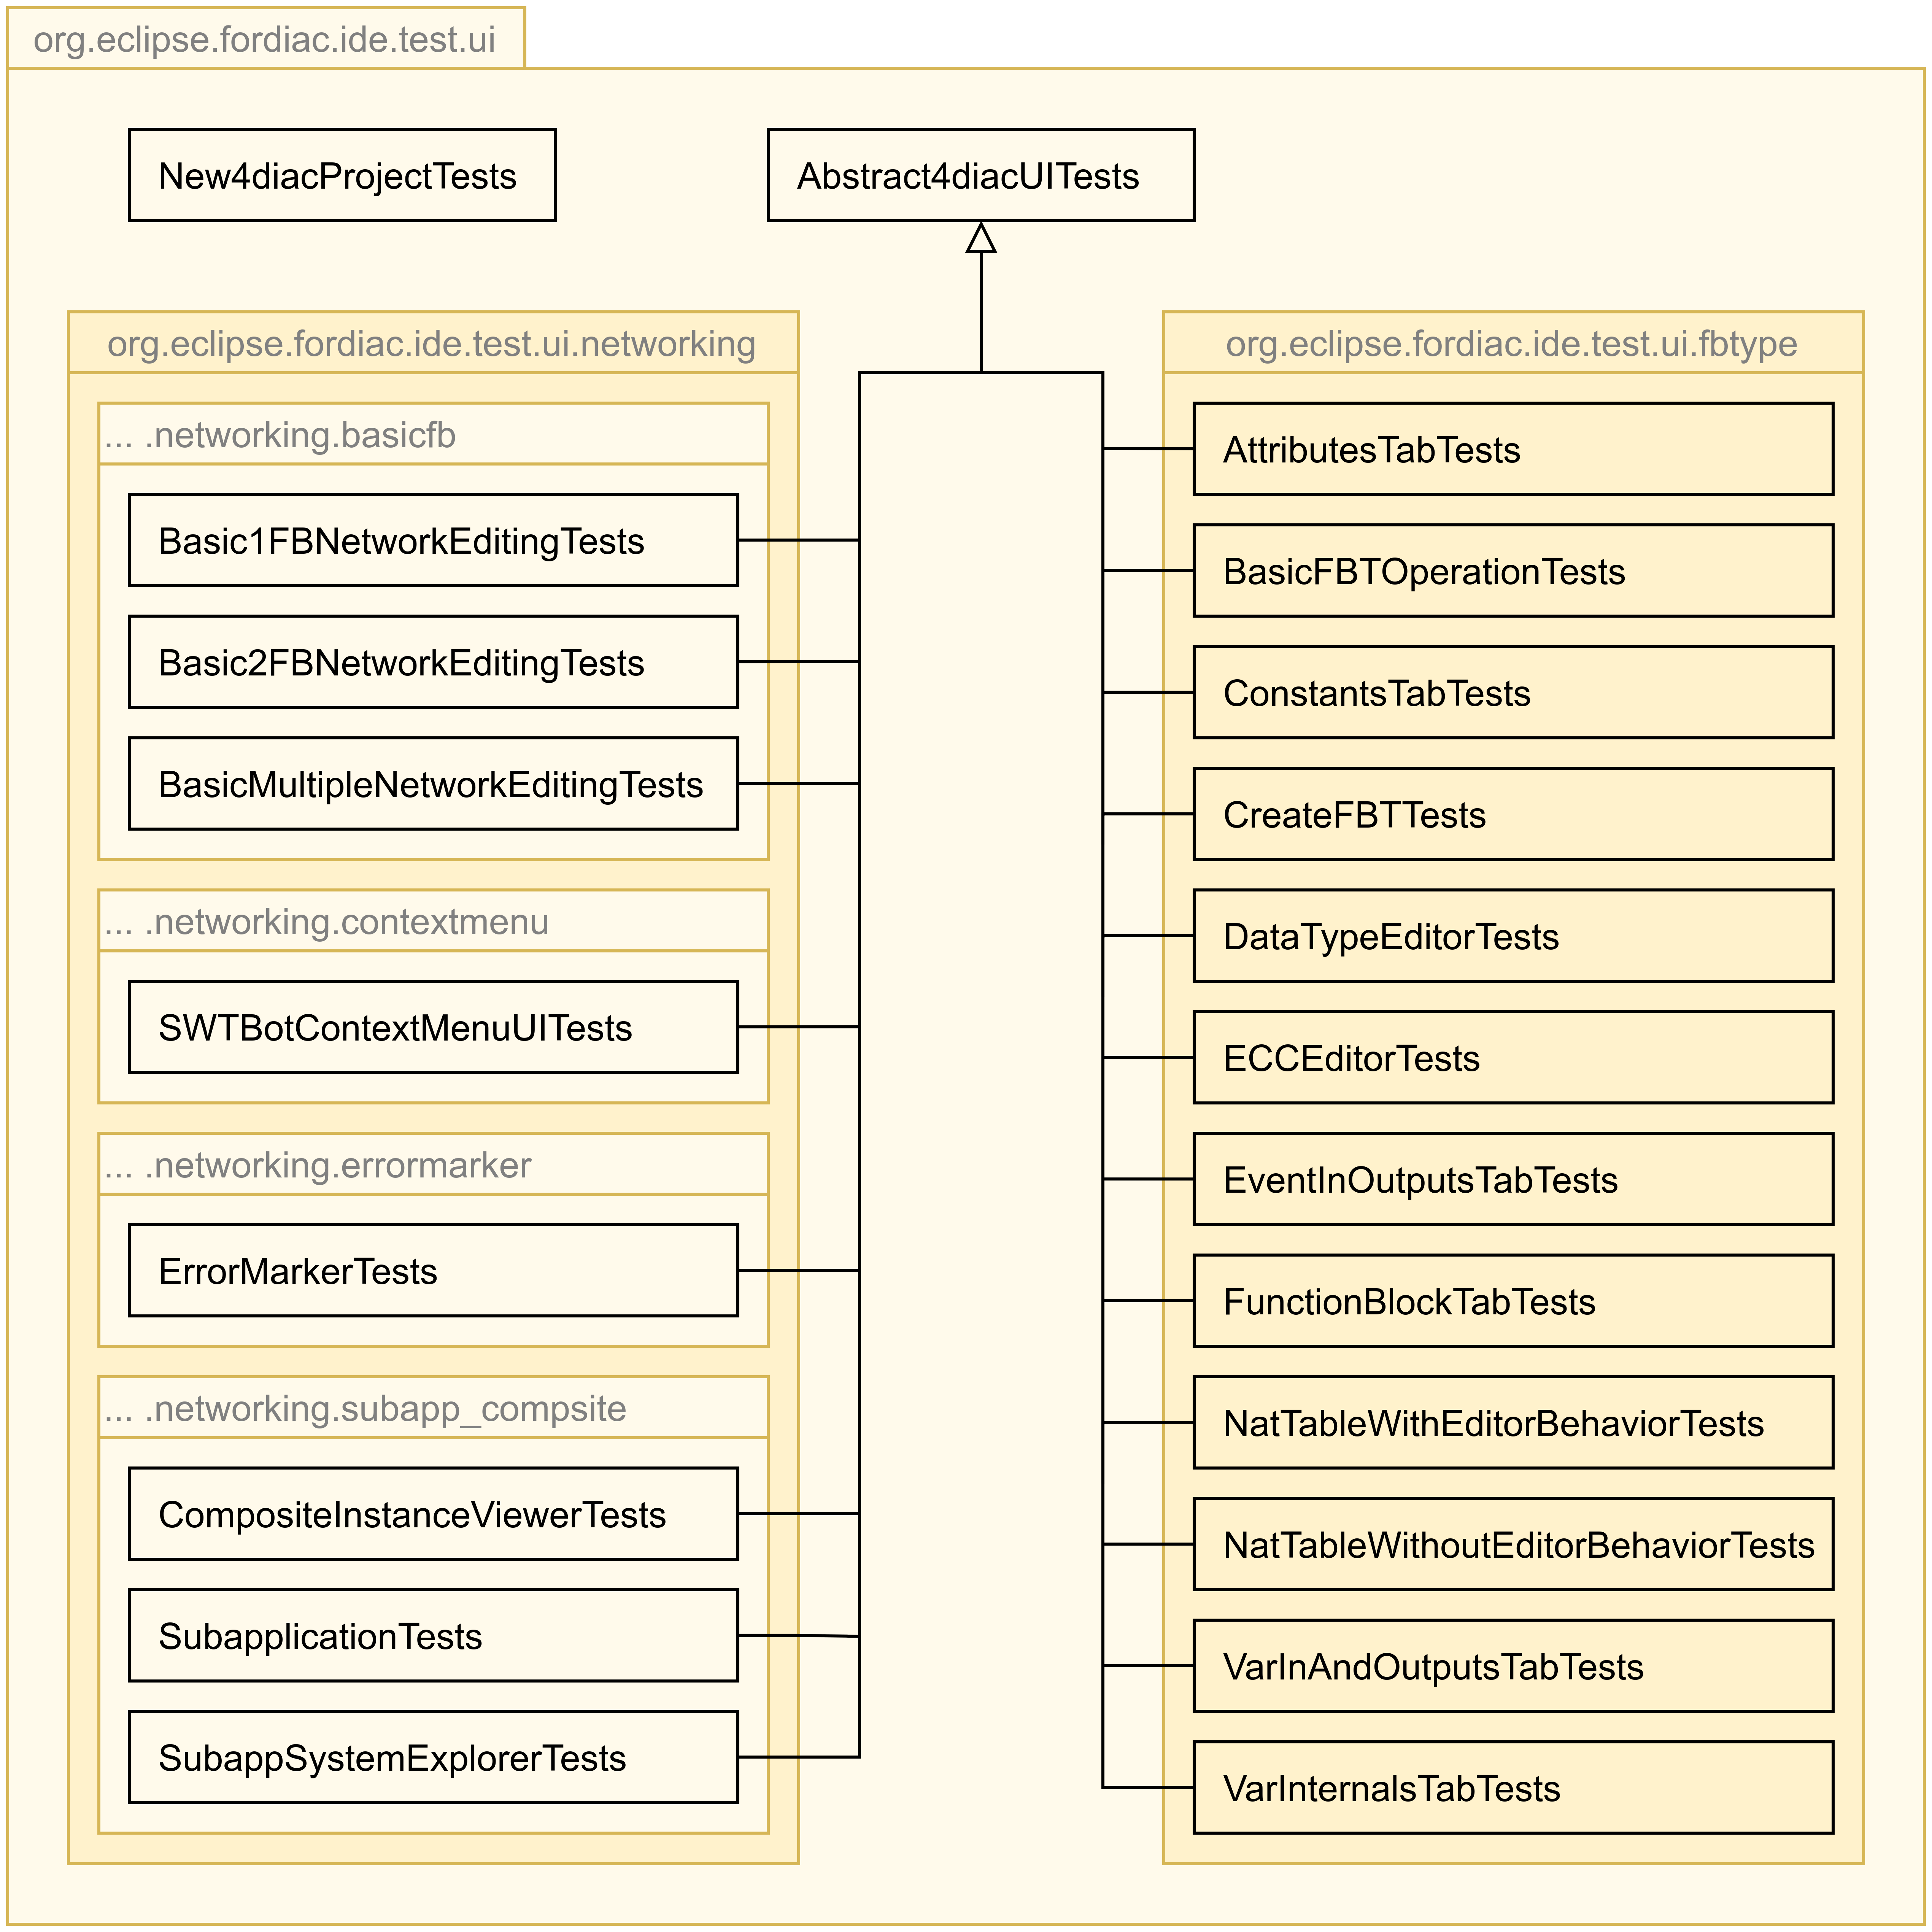 org.eclipse.fordiac.ide.test.ui
New4diacProjectTests
Abstract4diacUITests
org.eclipse.fordiac.ide.test.ui.networking
... .networking.basicfb
Basic1FBNetworkEditingTests
Basic2FBNetworkEditingTests
BasicMultipleNetworkEditingTests
... .networking.contextmenu
SWTBotContextMenuUITests
... .networking.errormarker
ErrorMarkerTests
... .networking.subapp_compsite
CompositeInstanceViewerTests
SubapplicationTests
SubappSystemExplorerTests
org.eclipse.fordiac.ide.test.ui.fbtype
AttributesTabTests
BasicFBTOperationTests
ConstantsTabTests
CreateFBTTests
DataTypeEditorTests
ECCEditorTests
EventInOutputsTabTests
FunctionBlockTabTests
NatTableWithEditorBehaviorTests
NatTableWithoutEditorBehaviorTests
VarInAndOutputsTabTests
VarInternalsTabTests